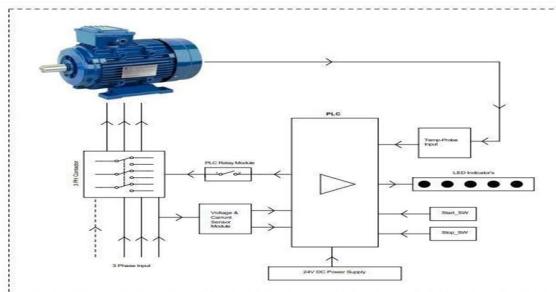 PLC
Temp-Probe
Input
PLC Relay Module
LED Indicator's
3 PH Contactor
Voltage &
Current
Sensor
Module
Start_SW
Stop_SW
3 Phase Input
24V DC Power Supply